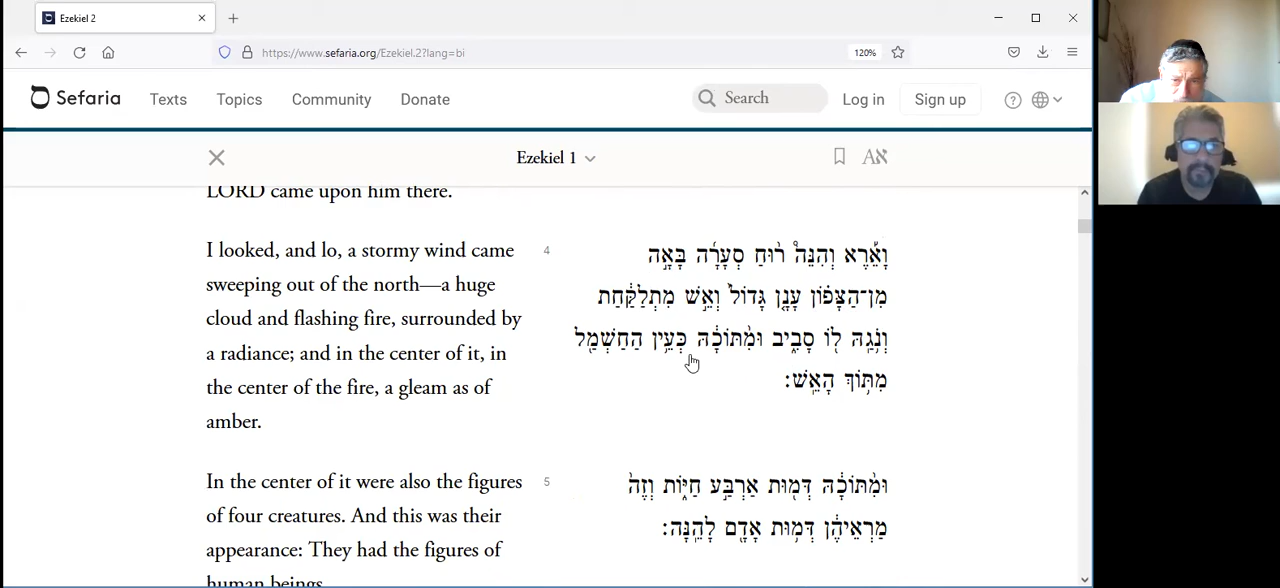 Ezekiel 2
https://www.sefaria.org/Ezekiel.2?lang=bi
120%
Sefaria
Texts
Topics
Community
Donate
Search
Log in
Sign up
Ezekiel 1
Aא
LORD came upon him there.
I looked, and lo, a stormy wind came
sweeping out of the north—a huge
cloud and flashing fire, surrounded by
a radiance; and in the center of it, in
the center of the fire, a gleam as of
amber.
4
וָאֵ֡רֶא וְהִנֵּה֩ ר֨וּחַ סְעָרָ֜ה בָּאָ֣ה
מִן־הַצָּפ֗וֹן עָנָ֤ן גָּדוֹל֙ וְאֵ֣שׁ מִתְלַקַּ֔חַת
וְנֹ֥גַֽהּ ל֖וֹ סָבִ֑יב וּמִ֨תּוֹכָ֔הּ כְּעֵ֥ין הַחַשְׁמַ֖ל
מִתּ֥וֹךְ הָאֵֽשׁ׃
In the center of it were also the figures
of four creatures. And this was their
appearance: They had the figures of
human beings.
5
וּמִ֨תּוֹכָ֔הּ דְּמ֖וּת אַרְבַּ֣ע חַיּ֑וֹת וְזֶה֙
מַרְאֵיהֶ֔ן דְּמ֥וּת אָדָ֖ם לָהֵֽנָּה׃